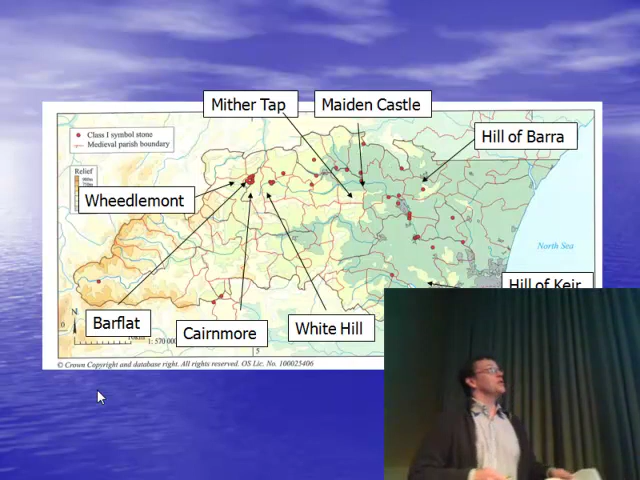 Mither Tap
Maiden Castle
Class I symbol stone
Medieval parish boundary
Hill of Barra
Relief
Wheedlemont
North Sea
Hill of Keir
N
0
Barflat
Cairnmore
White Hill
1: 570 000
5
© Crown Copyright and database right. All rights reserved. OS Lic. No. 100025406